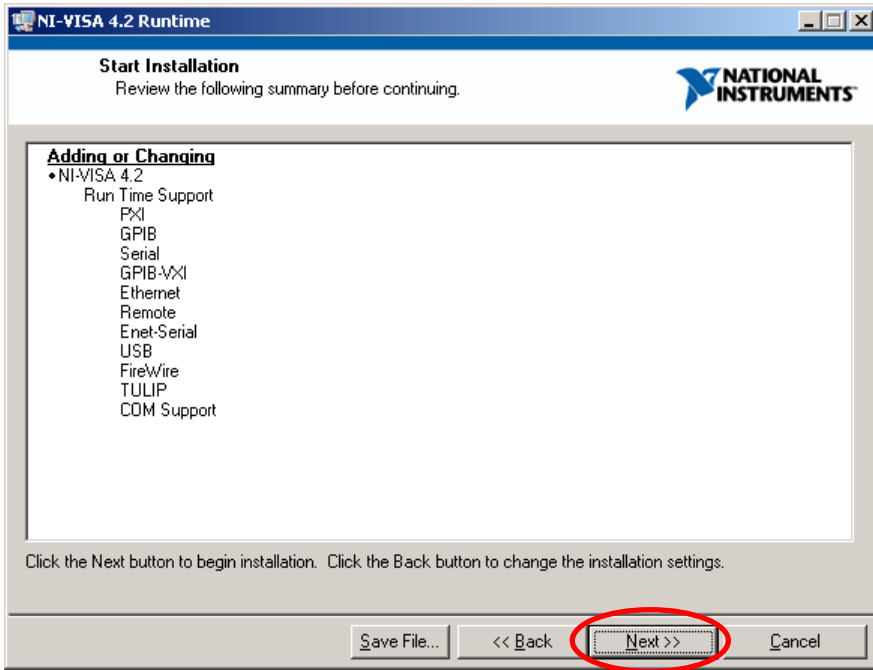 NI-VISA 4.2 Runtime
Start Installation
Review the following summary before continuing.
NATIONAL
INSTRUMENTS™
Adding or Changing
• NI-VISA 4.2
Run Time Support
PXI
GPIB
Serial
GPIB-VXI
Ethernet
Remote
Enet-Serial
USB
FireWire
TULIP
COM Support
Click the Next button to begin installation.  Click the Back button to change the installation settings.
Save File...
<< Back
Next >>
Cancel